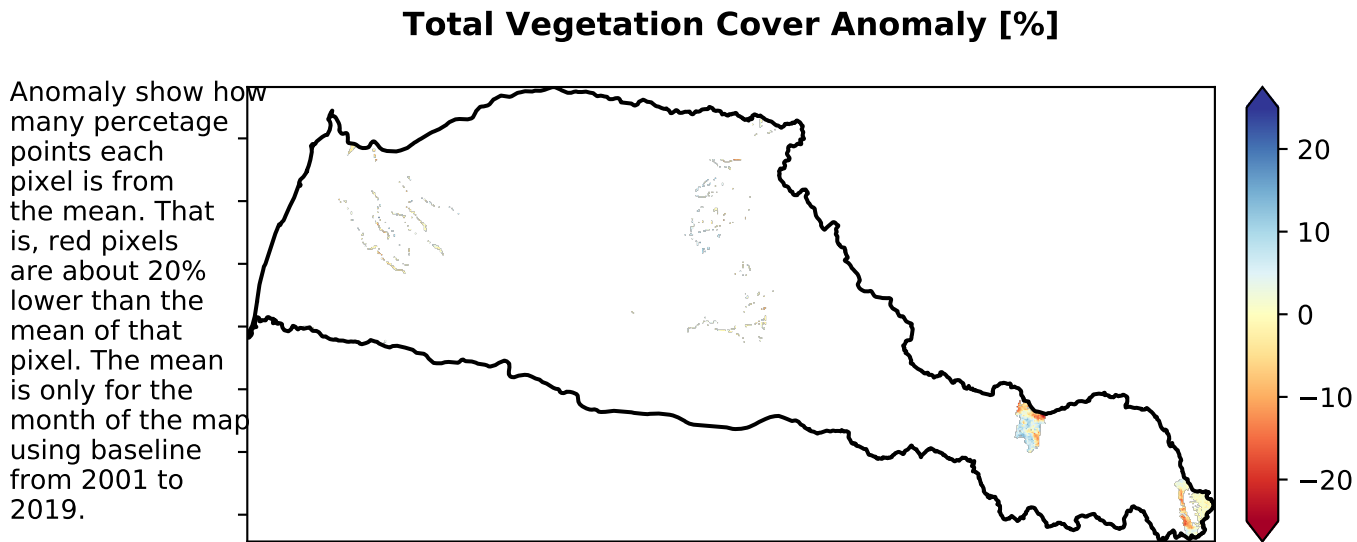 Total Vegetation Cover Anomaly [%]
Anomaly show how
many percetage
points each
pixel is from
the mean. That
is, red pixels
are about 20%
lower than the
mean of that
pixel. The mean
is only for the
month of the map
using baseline
from 2001 to
2019.
20
10
0
−10
−20